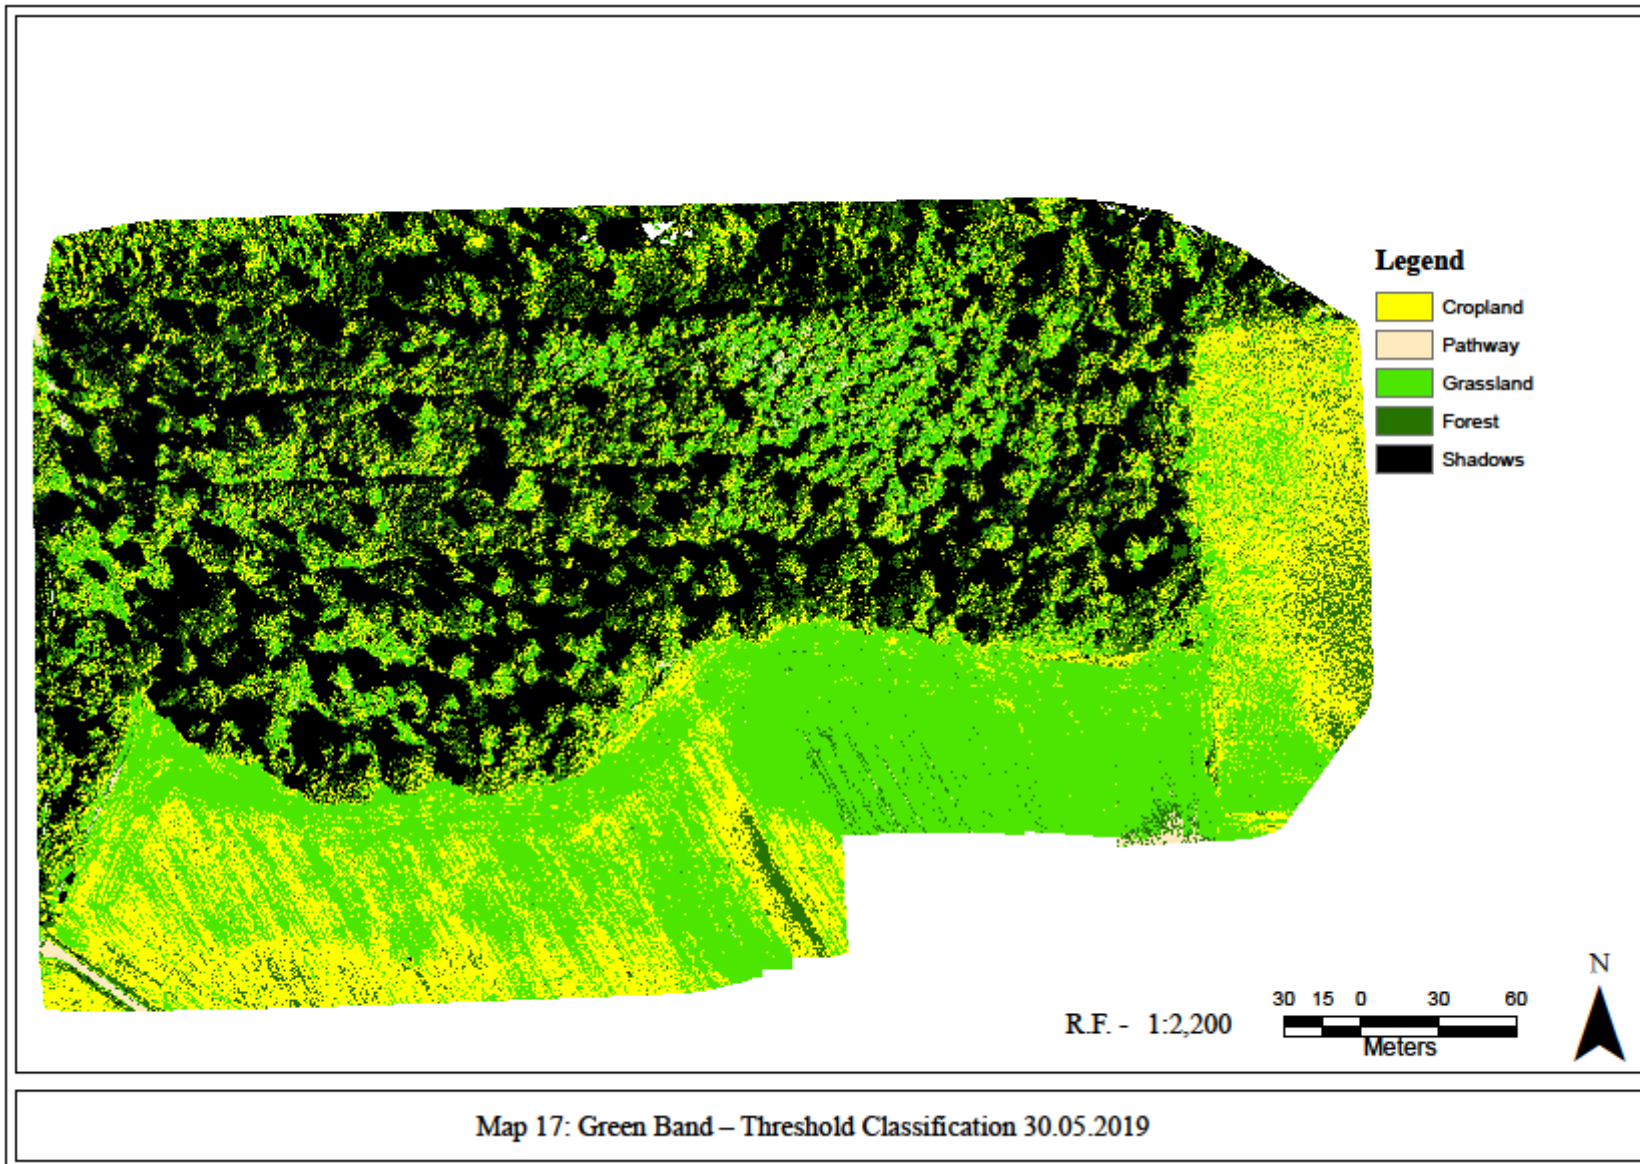 Legend
Cropland
Pathway
Grassland
Forest
Shadows
N
R.F. - 1:2,200
30 15 0 30 60
Meters
Map 17: Green Band – Threshold Classification 30.05.2019